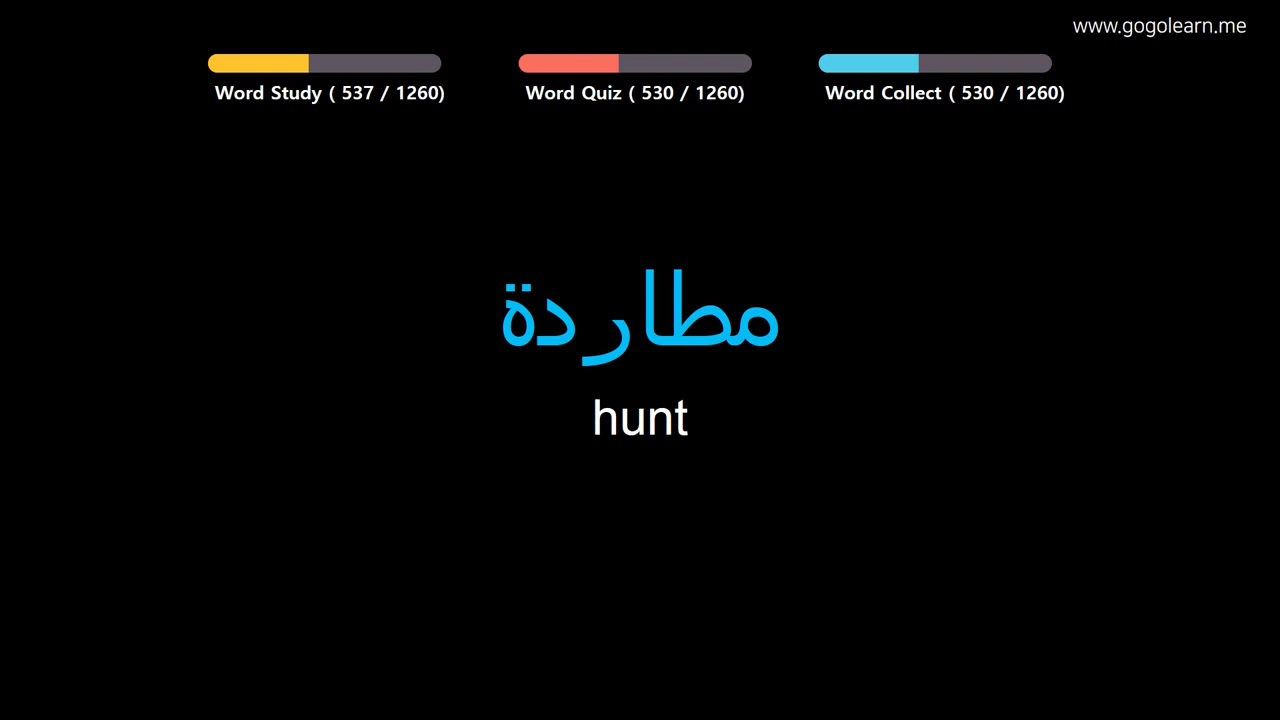 www.gogolearn.me
Word Study ( 537 / 1260)
Word Quiz ( 530 / 1260)
Word Collect ( 530 / 1260)
مطاردة
hunt